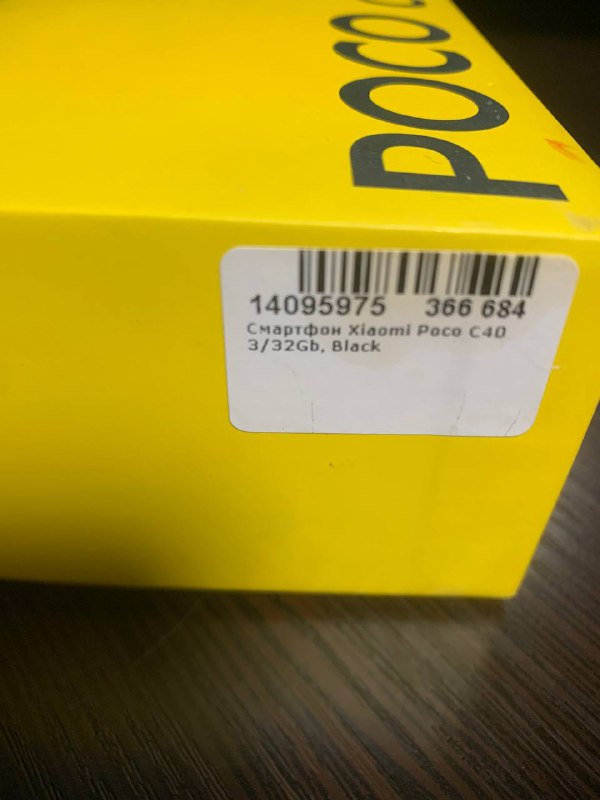 POCO
14095975 366 684
Смартфон Xiaomi Poco C40
3/32Gb, Black